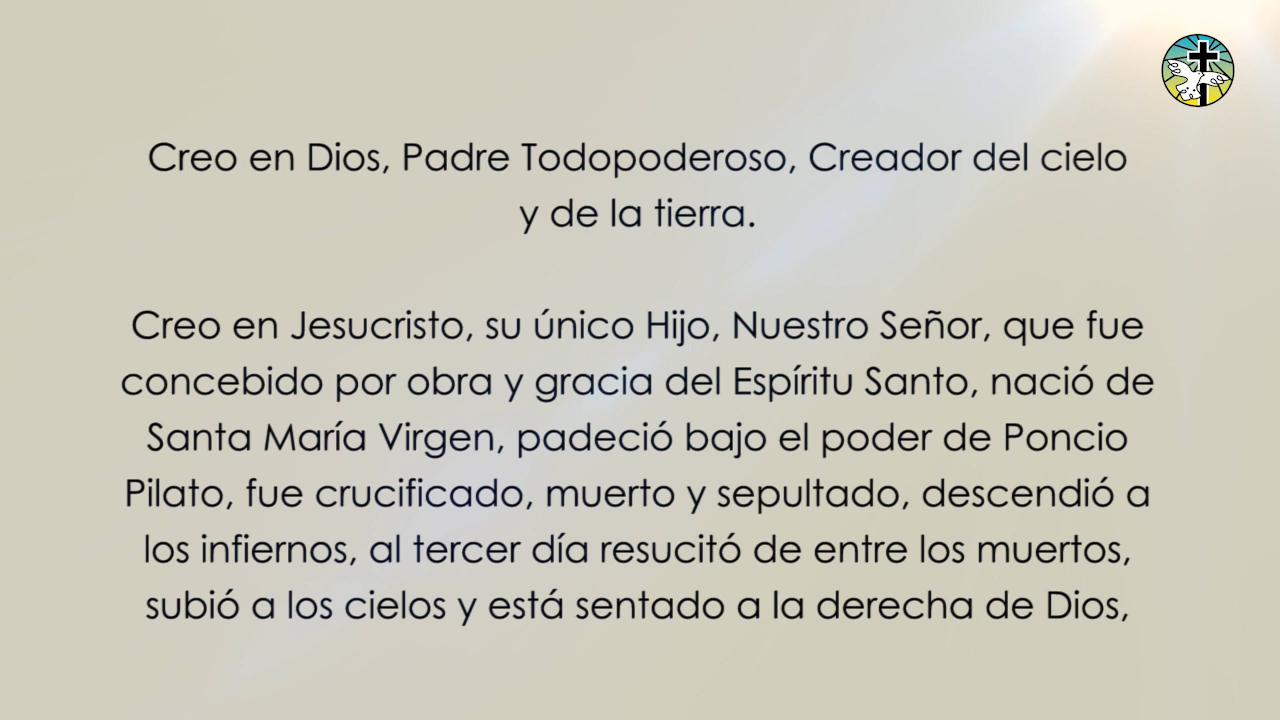 Creo en Dios, Padre Todopoderoso, Creador del cielo
y de la tierra.
Creo en Jesucristo, su único Hijo, Nuestro Señor, que fue
concebido por obra y gracia del Espíritu Santo, nació de
Santa María Virgen, padeció bajo el poder de Poncio
Pilato, fue crucificado, muerto y sepultado, descendió a
los infiernos, al tercer día resucitó de entre los muertos,
subió a los cielos y está sentado a la derecha de Dios,